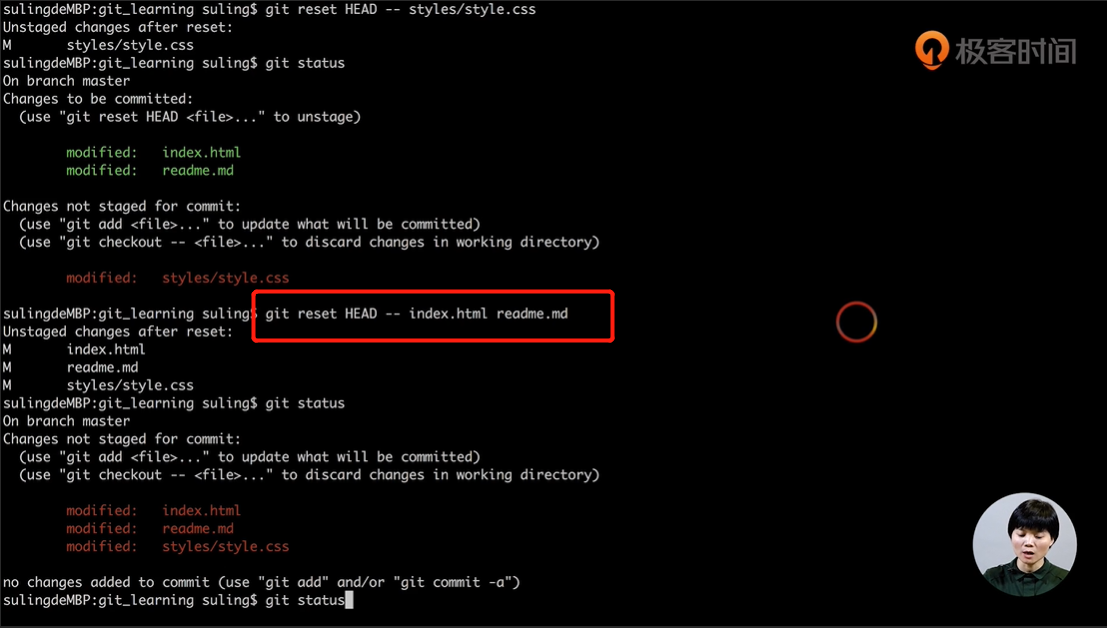 sulingdeMBP:git_learning suling$ git reset HEAD -- styles/style.css
Unstaged changes after reset:
M       styles/style.css
sulingdeMBP:git_learning suling$ git status
On branch master
Changes to be committed:
  (use "git reset HEAD <file>..." to unstage)
        modified:   index.html
        modified:   readme.md
Changes not staged for commit:
  (use "git add <file>..." to update what will be committed)
  (use "git checkout -- <file>..." to discard changes in working directory)
        modified:   styles/style.css
sulingdeMBP:git_learning suling$ git reset HEAD -- index.html readme.md
Unstaged changes after reset:
M       index.html
M       readme.md
M       styles/style.css
sulingdeMBP:git_learning suling$ git status
On branch master
Changes not staged for commit:
  (use "git add <file>..." to update what will be committed)
  (use "git checkout -- <file>..." to discard changes in working directory)
        modified:   index.html
        modified:   readme.md
        modified:   styles/style.css
no changes added to commit (use "git add" and/or "git commit -a")
sulingdeMBP:git_learning suling$ git status
极客时间